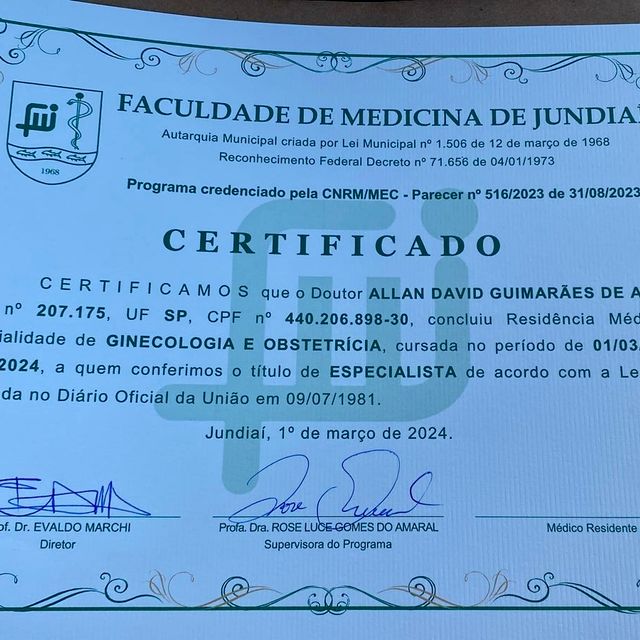 fmj
1968
FACULDADE DE MEDICINA DE JUNDIAÍ
Autarquia Municipal criada por Lei Municipal nº 1.506 de 12 de março de 1968
Reconhecimento Federal Decreto nº 71.656 de 04/01/1973
Programa credenciado pela CNRM/MEC - Parecer nº 516/2023 de 31/08/2023
CERTIFICADO
CERTIFICAMOS que o Doutor ALLAN DAVID GUIMARÃES DE A
nº 207.175, UF SP, CPF nº 440.206.898-30, concluiu Residência Méd
ialidade de GINECOLOGIA E OBSTETRÍCIA, cursada no período de 01/03
2024, a quem conferimos o título de ESPECIALISTA de acordo com a Le
da no Diário Oficial da União em 09/07/1981.
Jundiaí, 1º de março de 2024.
of. Dr. EVALDO MARCHI
Diretor
Profa. Dra. ROSE LUCE GOMES DO AMARAL
Supervisora do Programa
Médico Residente